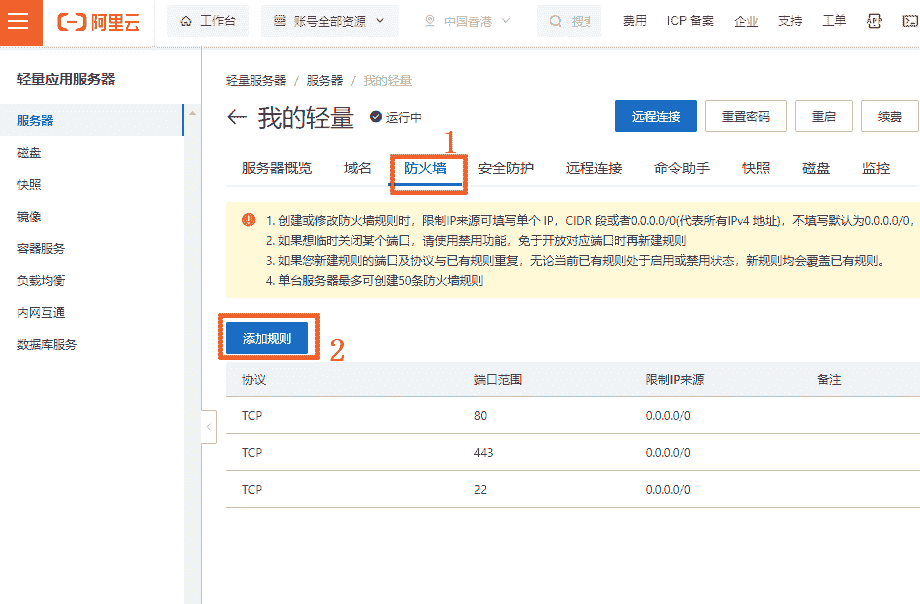 阿里云 工作台 账号全部资源 中国香港 搜 费用 ICP 备案 企业 支持 工单
轻量应用服务器
服务器
磁盘
快照
镜像
容器服务
负载均衡
内网互通
数据库服务
轻量服务器 / 服务器 / 我的轻量
我的轻量 运行中
远程连接 重置密码 重启 续费
1
服务器概览 域名 防火墙 安全防护 远程连接 命令助手 快照 磁盘 监控
1. 创建或修改防火墙规则时，限制IP来源可填写单个 IP，CIDR 段或者0.0.0.0/0(代表所有IPv4 地址)，不填写默认为0.0.0.0/0，
2. 如果想临时关闭某个端口，请使用禁用功能，免于开放对应端口时再新建规则
3. 如果您新建规则的端口及协议与已有规则重复，无论当前已有规则处于启用或禁用状态，新规则均会覆盖已有规则。
4. 单台服务器最多可创建50条防火墙规则
添加规则 2
协议 端口范围 限制IP来源 备注
TCP 80 0.0.0.0/0
TCP 443 0.0.0.0/0
TCP 22 0.0.0.0/0